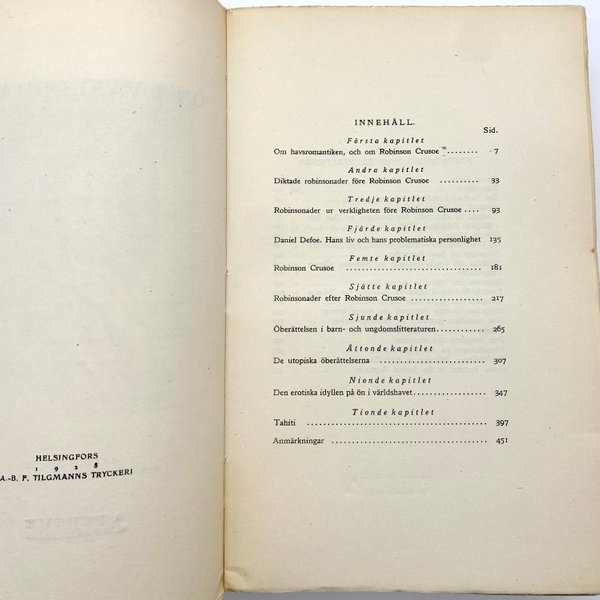 HELSINGFORS
1928
A.-B. F. TILGMANNS TRYCKERI
INNEHÅLL.
Sid.
Första kapitlet
Om havsromantiken, och om Robinson Crusoe ........ 7
Andra kapitlet
Diktade robinsonader före Robinson Crusoe .......... 33
Tredje kapitlet
Robinsonader ur verkligheten före Robinson Crusoe .... 93
Fjärde kapitlet
Daniel Defoe. Hans liv och hans problematiska personlighet 135
Femte kapitlet
Robinson Crusoe ................................... 181
Sjätte kapitlet
Robinsonader efter Robinson Crusoe ................ 217
Sjunde kapitlet
Öberättelsen i barn- och ungdomslitteraturen............ 265
Åttonde kapitlet
De utopiska öberättelserna ......................... 307
Nionde kapitlet
Den erotiska idyllen på ön i världshavet................. 347
Tionde kapitlet
Tahiti ............................................ 397
Anmärkningar ...................................... 451